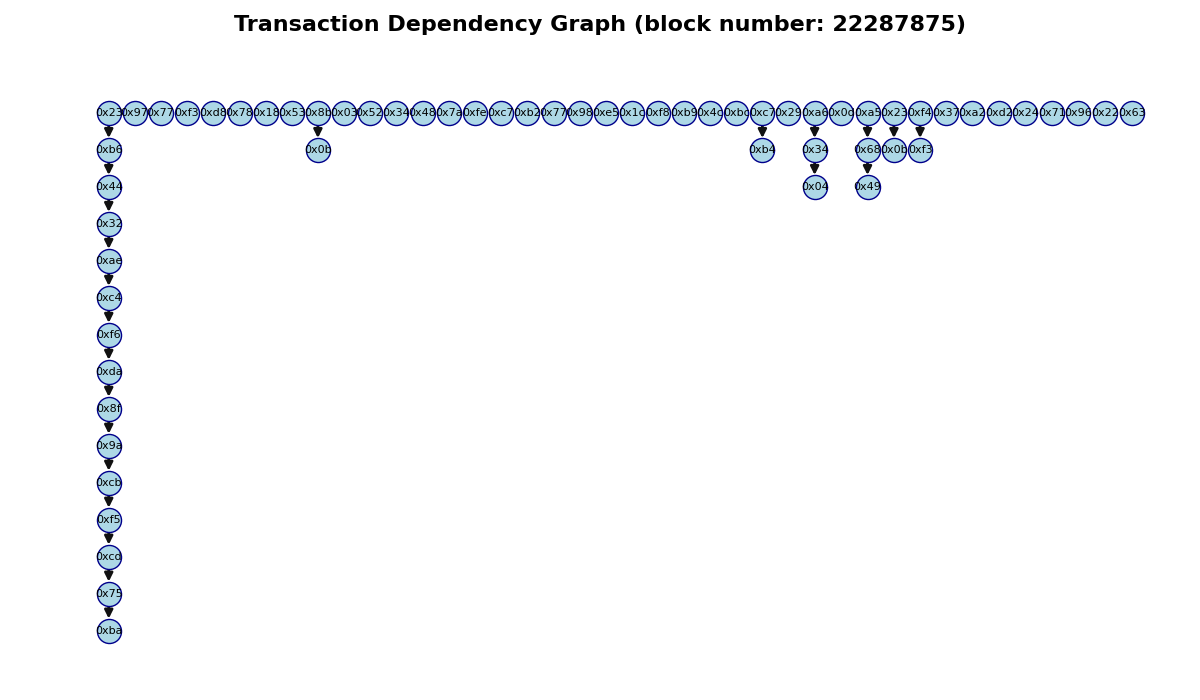 Transaction Dependency Graph (block number: 22287875)
0x23 0x97 0x77 0xf3 0xd8 0x78 0x18 0x53 0x8b 0x03 0x52 0x34 0x48 0x7a 0xfe 0xc7 0xb2 0x77 0x98 0xe5 0x1c 0xf8 0xb9 0x4c 0xbc 0xc7 0x29 0xa6 0x0c 0xa5 0x23 0xf4 0x37 0xa2 0xd2 0x24 0x71 0x96 0x22 0x63
0xb6 0x0b 0xb4 0x34 0x68 0x0b 0xf3
0x44 0x04 0x49
0x32
0xae
0xc4
0xf6
0xda
0x8f
0x9a
0xcb
0xf5
0xcd
0x75
0xba